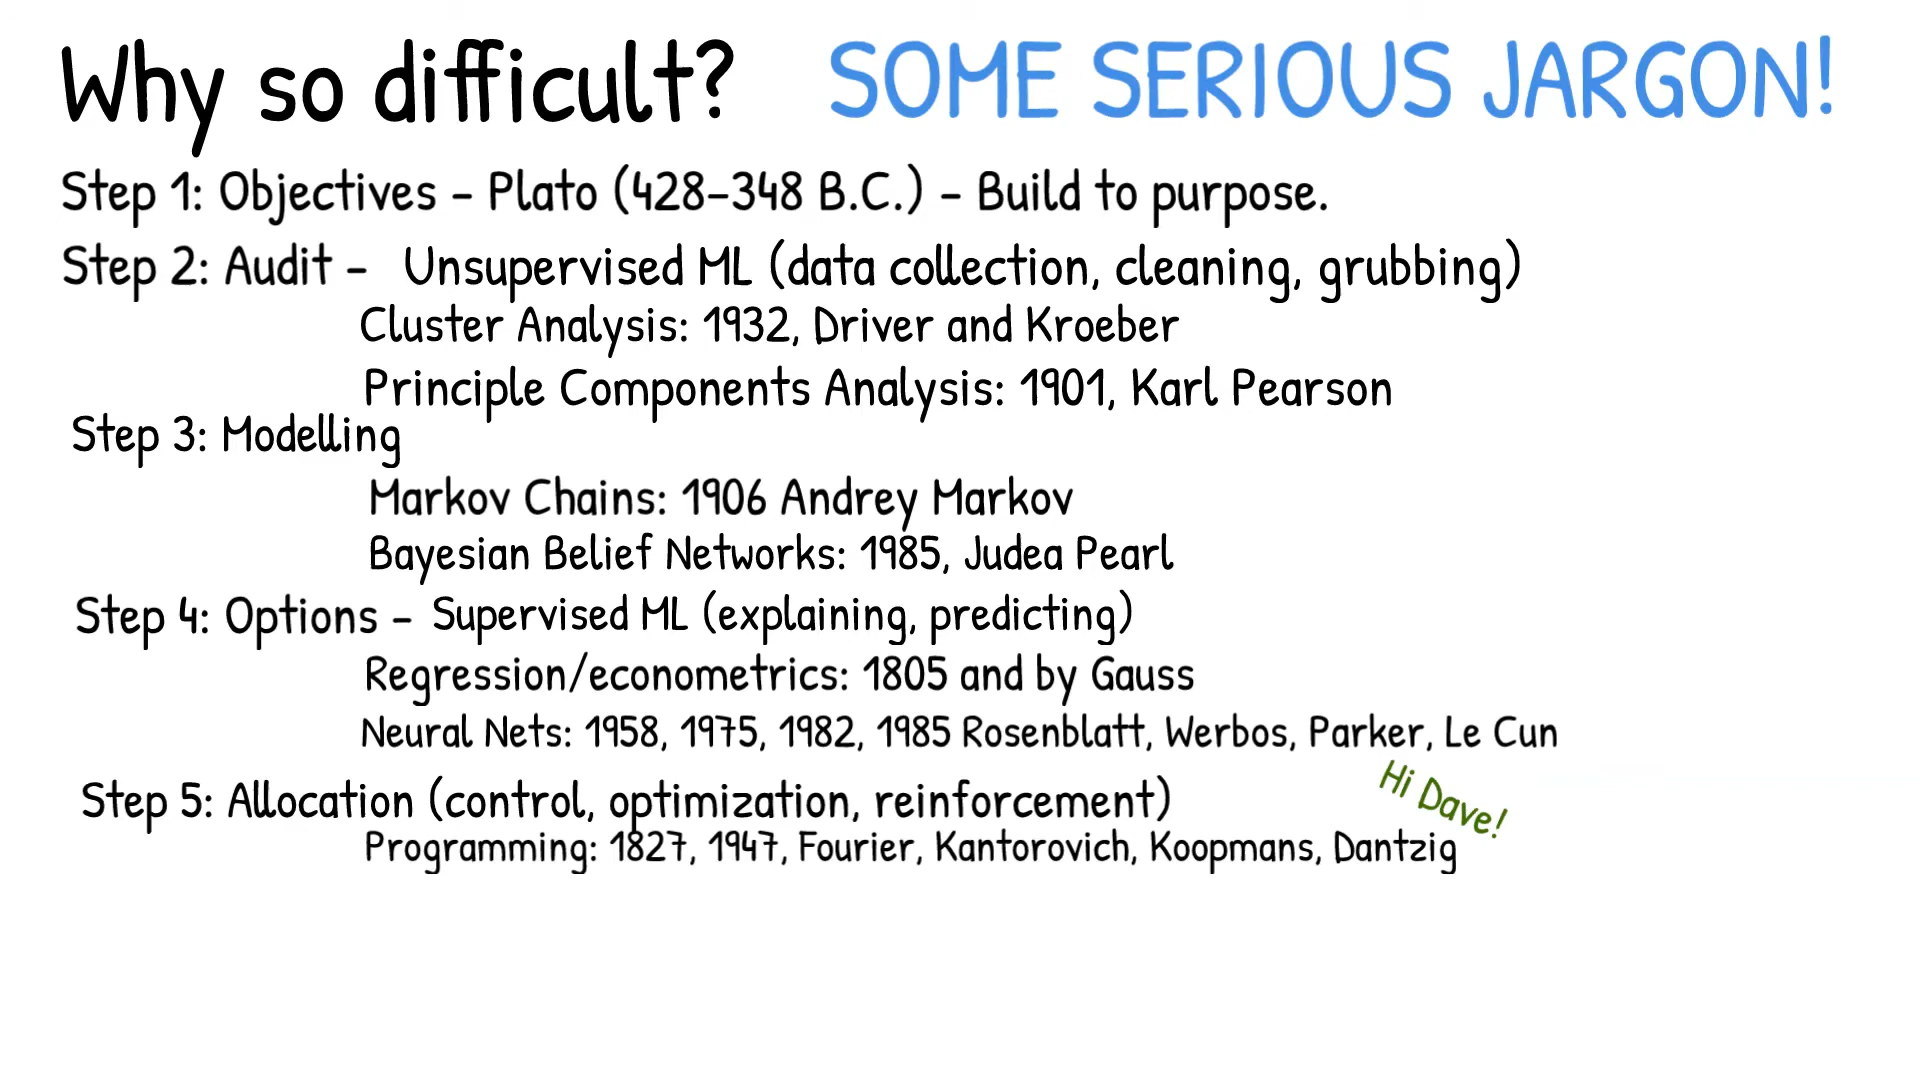 Why so difficult? SOME SERIOUS JARGON!
Step 1: Objectives – Plato (428–348 B.C.) – Build to purpose.
Step 2: Audit – Unsupervised ML (data collection, cleaning, grubbing)
Cluster Analysis: 1932, Driver and Kroeber
Principle Components Analysis: 1901, Karl Pearson
Step 3: Modelling
Markov Chains: 1906 Andrey Markov
Bayesian Belief Networks: 1985, Judea Pearl
Step 4: Options – Supervised ML (explaining, predicting)
Regression/econometrics: 1805 and by Gauss
Neural Nets: 1958, 1975, 1982, 1985 Rosenblatt, Werbos, Parker, Le Cun
Hi Dave!
Step 5: Allocation (control, optimization, reinforcement)
Programming: 1827, 1947, Fourier, Kantorovich, Koopmans, Dantzig